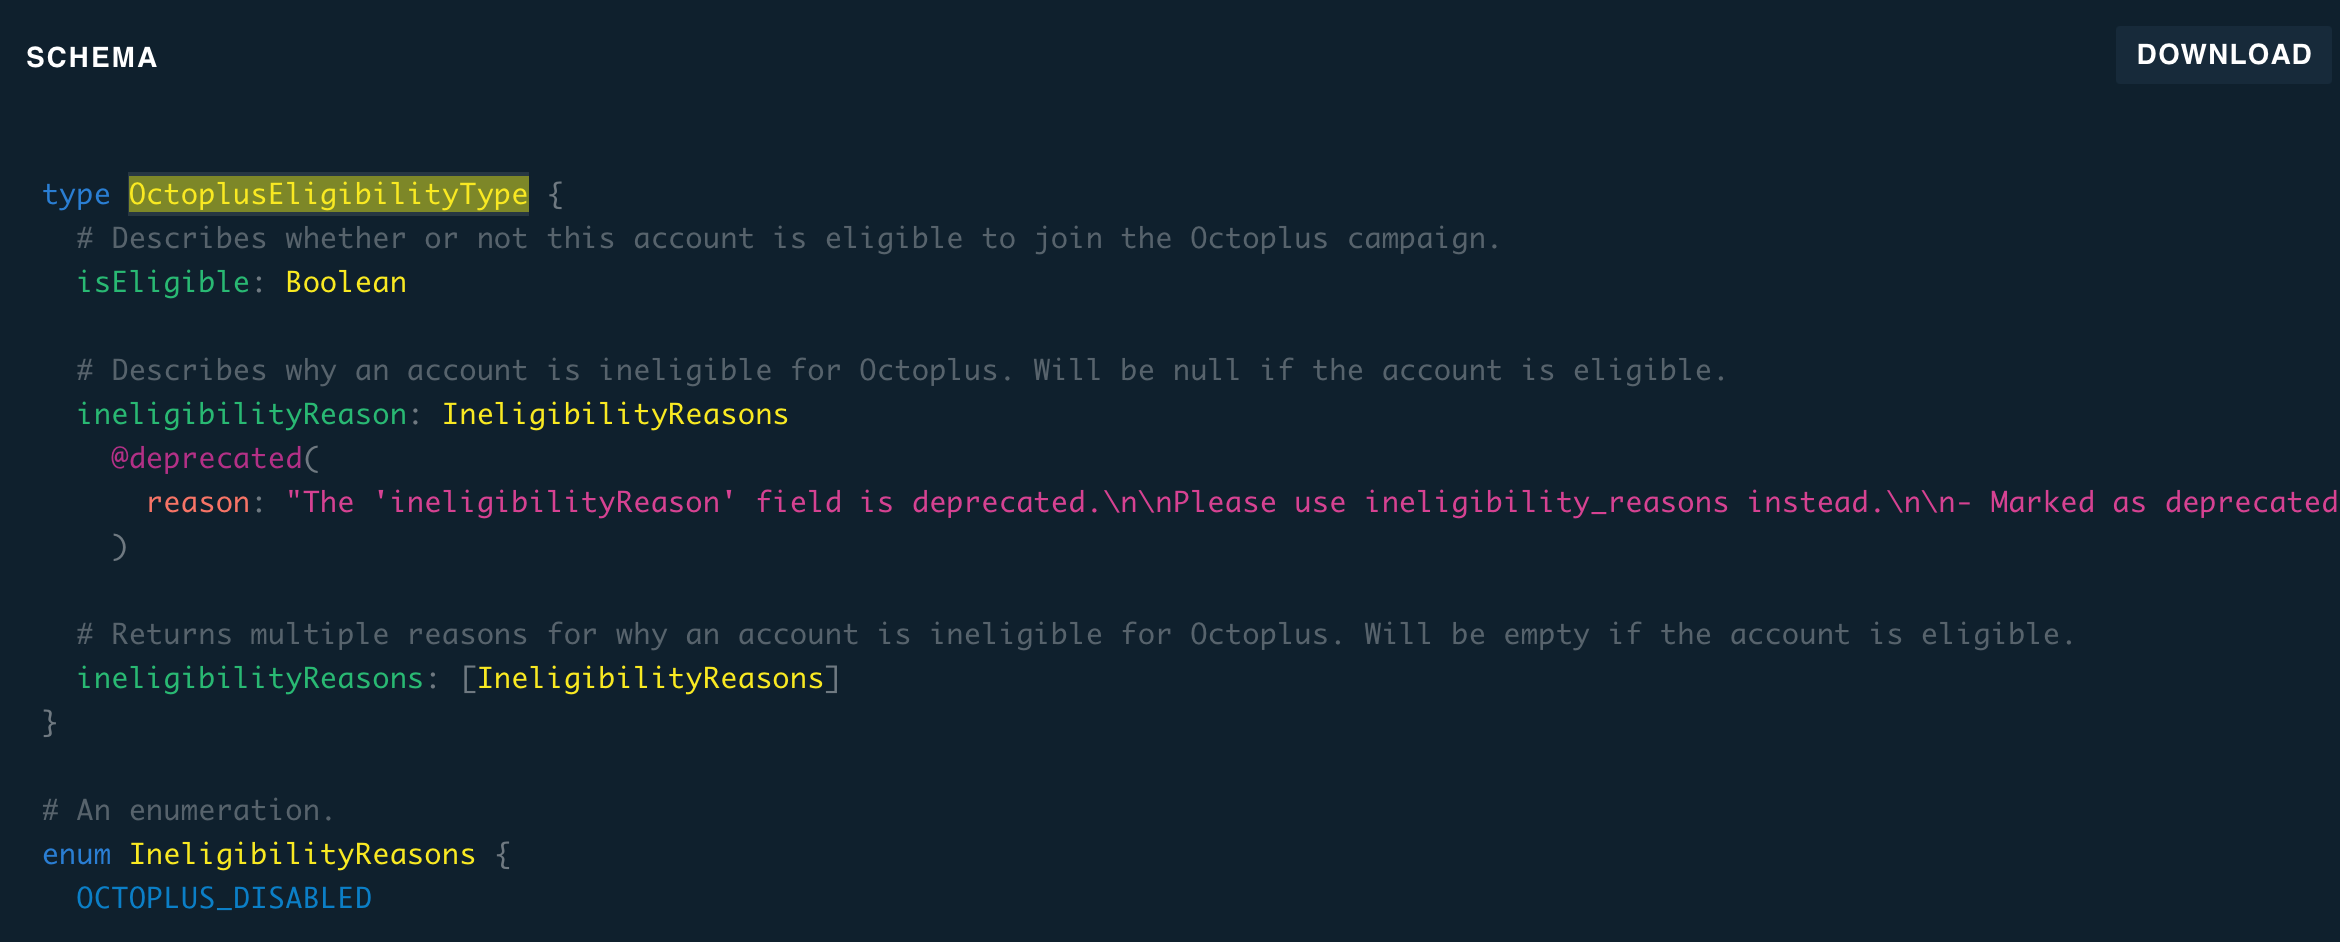 SCHEMA
DOWNLOAD
type OctoplusEligibilityType {
# Describes whether or not this account is eligible to join the Octoplus campaign.
isEligible: Boolean
# Describes why an account is ineligible for Octoplus. Will be null if the account is eligible.
ineligibilityReason: IneligibilityReasons
@deprecated(
reason: "The 'ineligibilityReason' field is deprecated.\n\nPlease use ineligibility_reasons instead.\n\n- Marked as deprecated
)
# Returns multiple reasons for why an account is ineligible for Octoplus. Will be empty if the account is eligible.
ineligibilityReasons: [IneligibilityReasons]
}
# An enumeration.
enum IneligibilityReasons {
OCTOPLUS_DISABLED